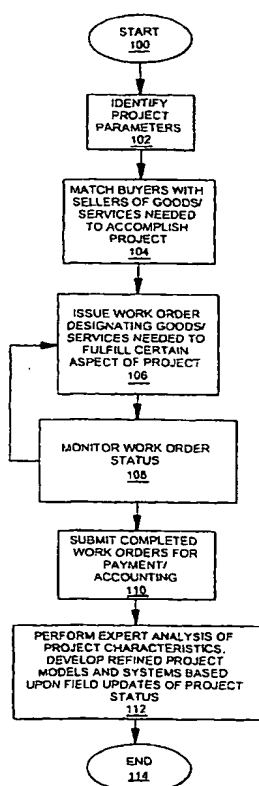 START
100
IDENTIFY
PROJECT
PARAMETERS
102
MATCH BUYERS WITH
SELLERS OF GOODS/
SERVICES NEEDED
TO ACCOMPLISH
PROJECT
104
ISSUE WORK ORDER
DESIGNATING GOODS/
SERVICES NEEDED TO
FULFILL CERTAIN
ASPECT OF PROJECT
106
MONITOR WORK ORDER
STATUS
108
SUBMIT COMPLETED
WORK ORDERS FOR
PAYMENT/
ACCOUNTING
110
PERFORM EXPERT ANALYSIS OF
PROJECT CHARACTERISTICS,
DEVELOP REFINED PROJECT
MODELS AND SYSTEMS BASED
UPON FIELD UPDATES OF PROJECT
STATUS
112
END
114